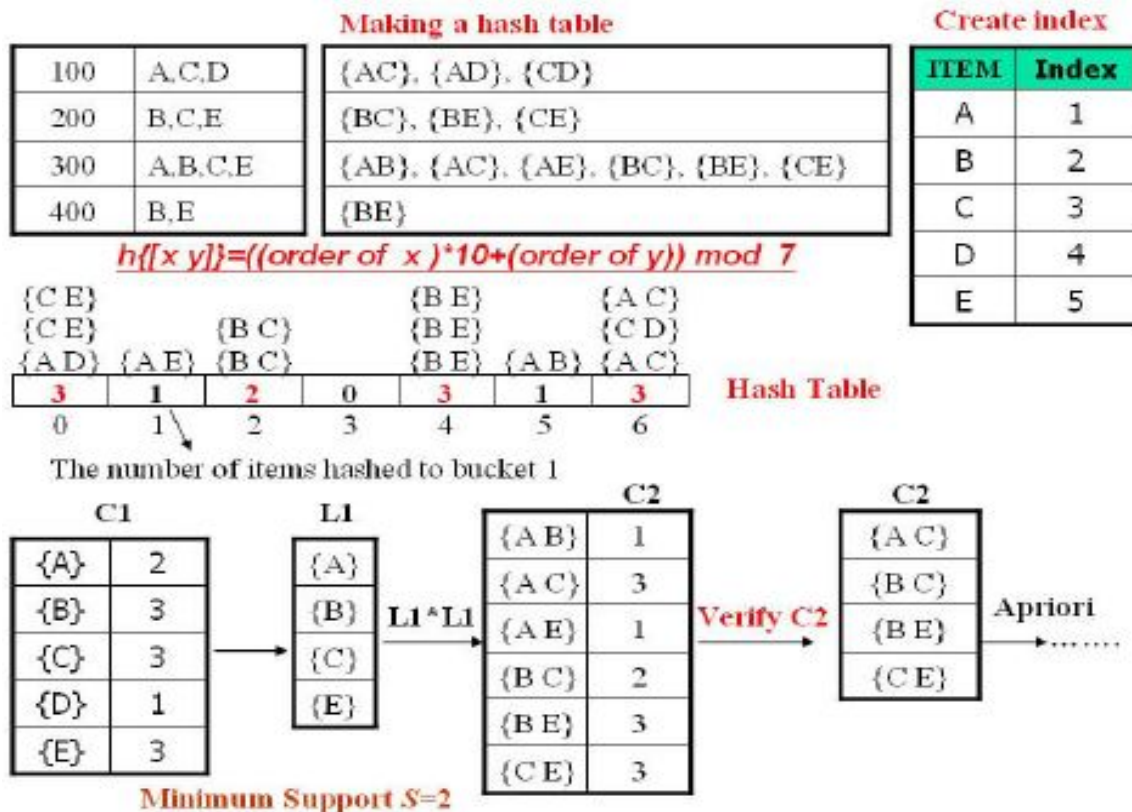 Making a hash table
Create index
100 A,C,D {AC}, {AD}, {CD}
200 B,C,E {BC}, {BE}, {CE}
300 A,B,C,E {AB}, {AC}, {AE}, {BC}, {BE}, {CE}
400 B,E {BE}
ITEM Index
A 1
B 2
C 3
D 4
E 5
h{[x y]}=((order of x )*10+(order of y)) mod 7
{C E} {B E} {A C}
{C E} {B C} {B E} {C D}
{A D} {A E} {B C} {B E} {A B} {A C}
3 1 2 0 3 1 3
0 1 2 3 4 5 6
Hash Table
The number of items hashed to bucket 1
C1
{A} 2
{B} 3
{C} 3
{D} 1
{E} 3
L1
{A}
{B}
{C}
{E}
L1*L1
C2
{A B} 1
{A C} 3
{A E} 1
{B C} 2
{B E} 3
{C E} 3
Verify C2
C2
{A C}
{B C}
{B E}
{C E}
Apriori
.......
Minimum Support S=2